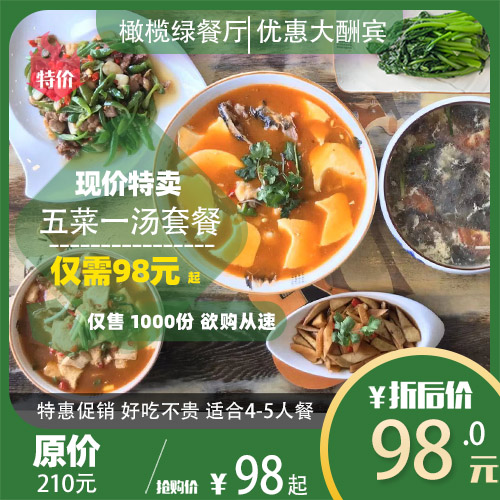 橄榄绿餐厅|优惠大酬宾
特价
现价特卖
五菜一汤套餐
仅需98元 起
仅售 1000份 欲购从速
特惠促销 好吃不贵 适合4-5人餐
原价
210元
抢购价 ¥98起
¥折后价
98.0元